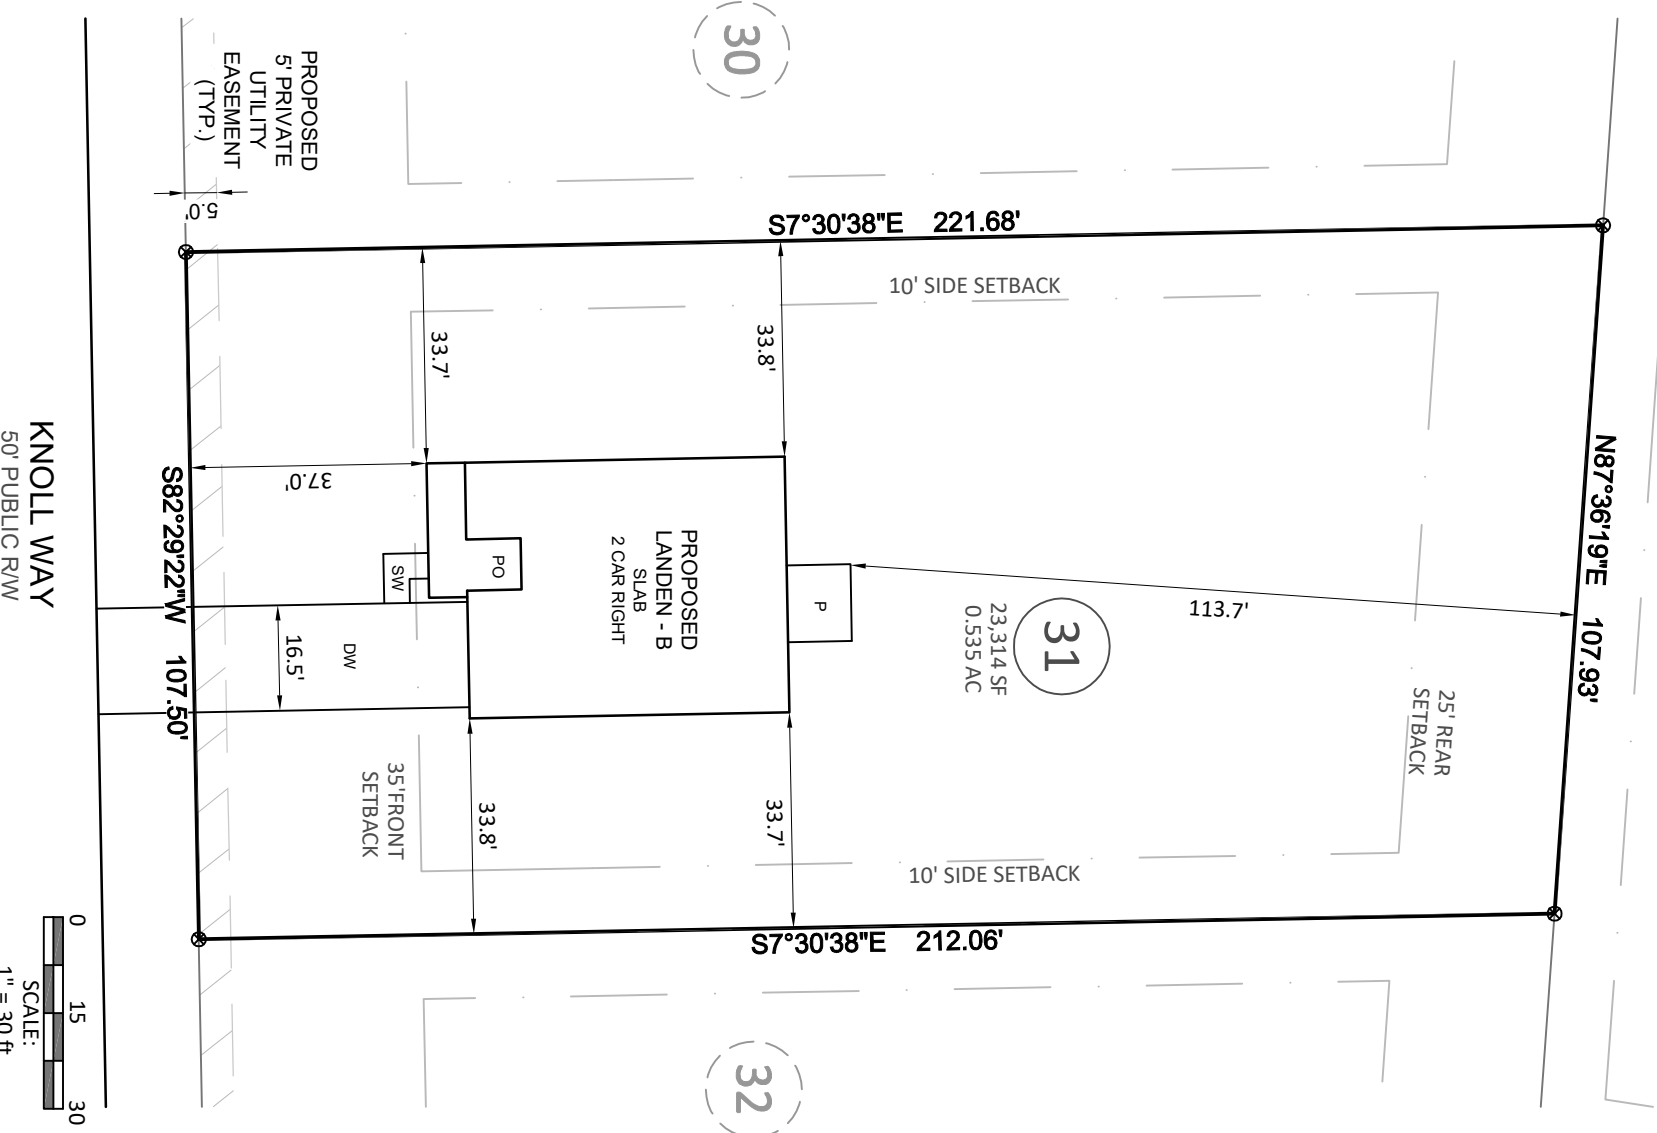 30
PROPOSED
5' PRIVATE
UTILITY
EASEMENT
(TYP.)
5.0'
S7°30'38"E 221.68'
10' SIDE SETBACK
33.7'
33.8'
N87°36'19"E 107.93'
37.0'
S82°29'22"W 107.50'
KNOLL WAY
50' PUBLIC R/W
PROPOSED
LANDEN - B
SLAB
2 CAR RIGHT
PO
SW
P
113.7'
31
23,314 SF
0.535 AC
DW
16.5'
25' REAR
SETBACK
35'FRONT
SETBACK
33.8'
33.7'
10' SIDE SETBACK
S7°30'38"E 212.06'
32
0 15 30
SCALE:
1" = 30 ft